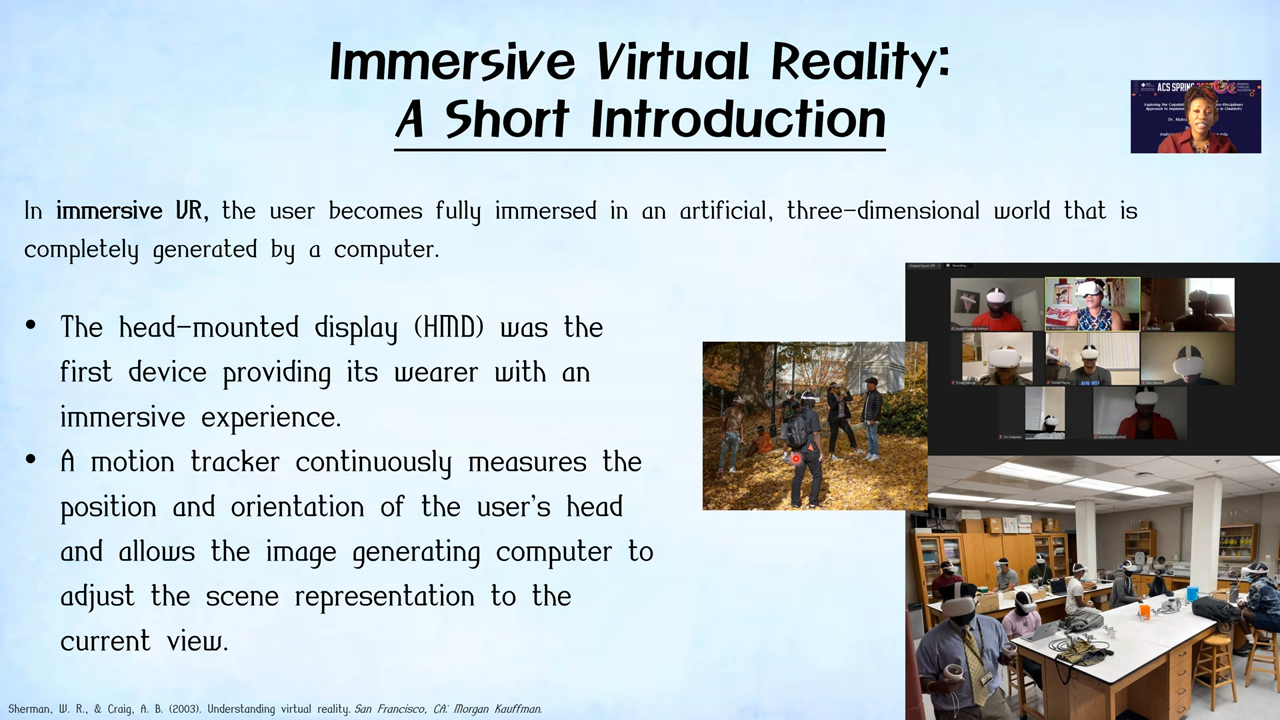 Immersive Virtual Reality:
A Short Introduction
ACS SPRING
Dr.
In immersive VR, the user becomes fully immersed in an artificial, three-dimensional world that is
completely generated by a computer.
• The head-mounted display (HMD) was the
first device providing its wearer with an
immersive experience.
• A motion tracker continuously measures the
position and orientation of the user's head
and allows the image generating computer to
adjust the scene representation to the
current view.
Sherman, W. R., & Craig, A. B. (2003). Understanding virtual reality. San Francisco, CA: Morgan Kauffman.